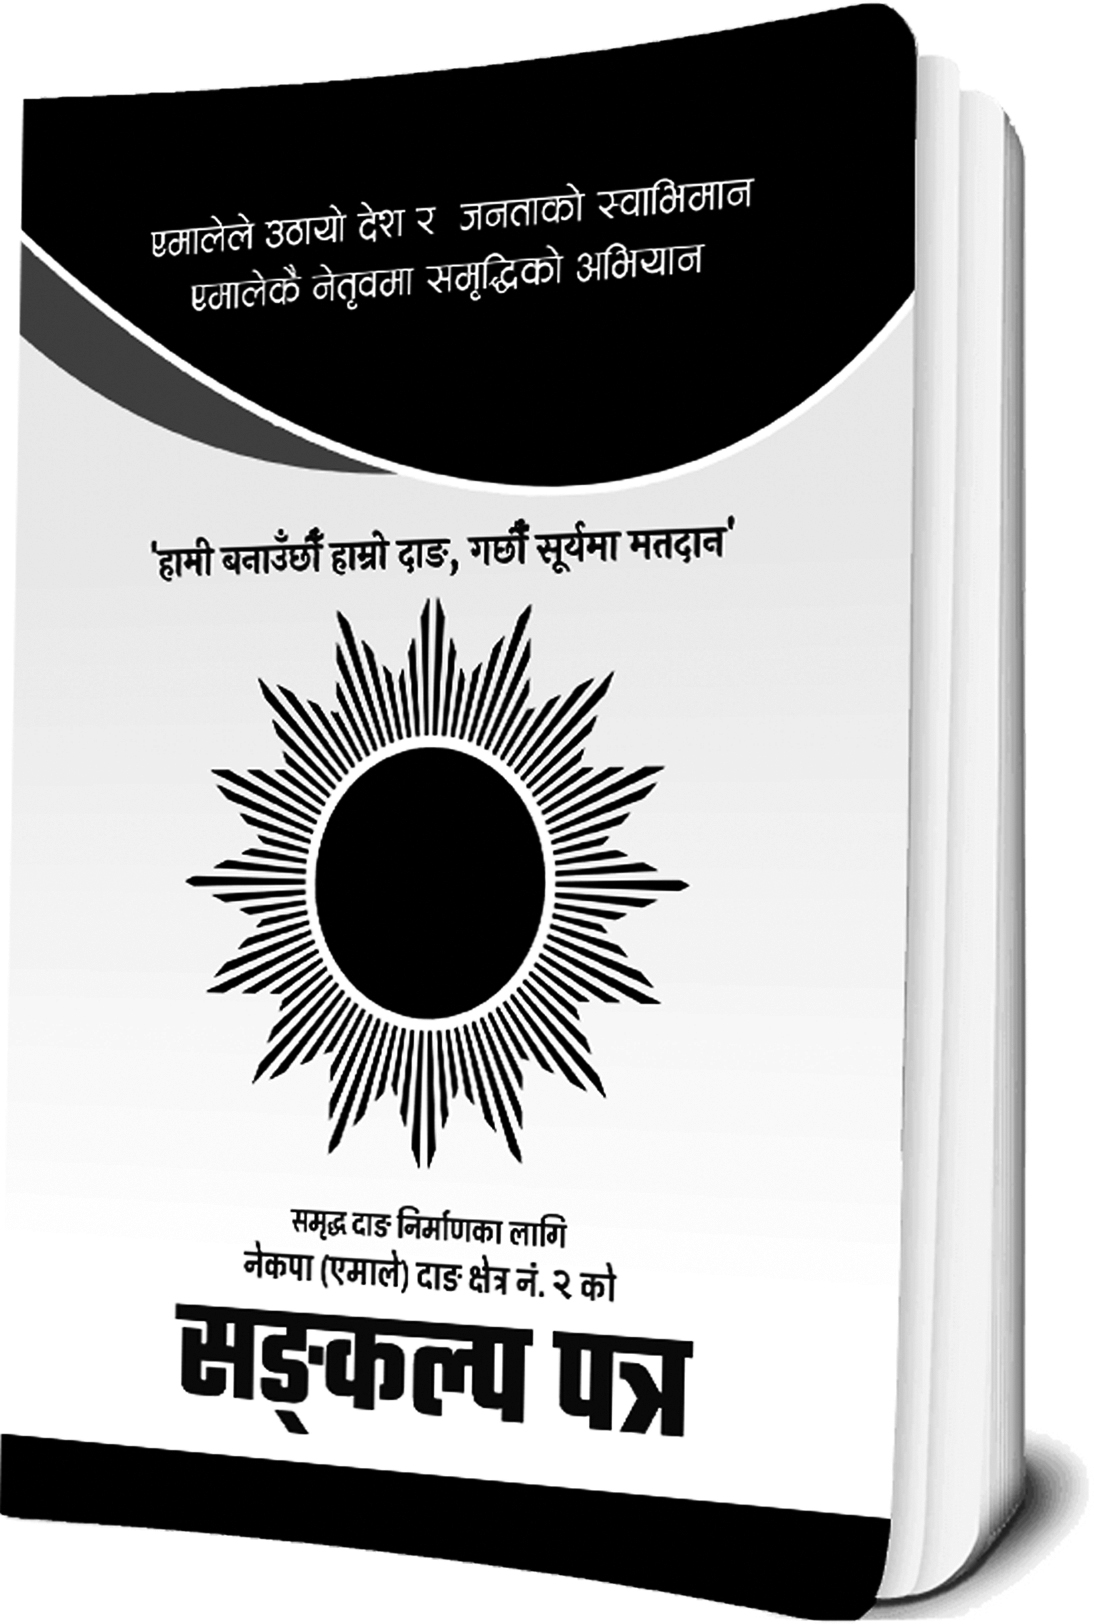 एमालेले उठायो देश र जनताको स्वाभिमान
एमालेकै नेतृवमा समृद्धिको अभियान
'हामी बनाउँछौँ हाम्रो दाङ, गर्छौँ सूर्यमा मतदान'
समृद्ध दाङ निर्माणका लागि
नेकपा (एमाले) दाङ क्षेत्र नं. २ को
सङ्कल्प पत्र